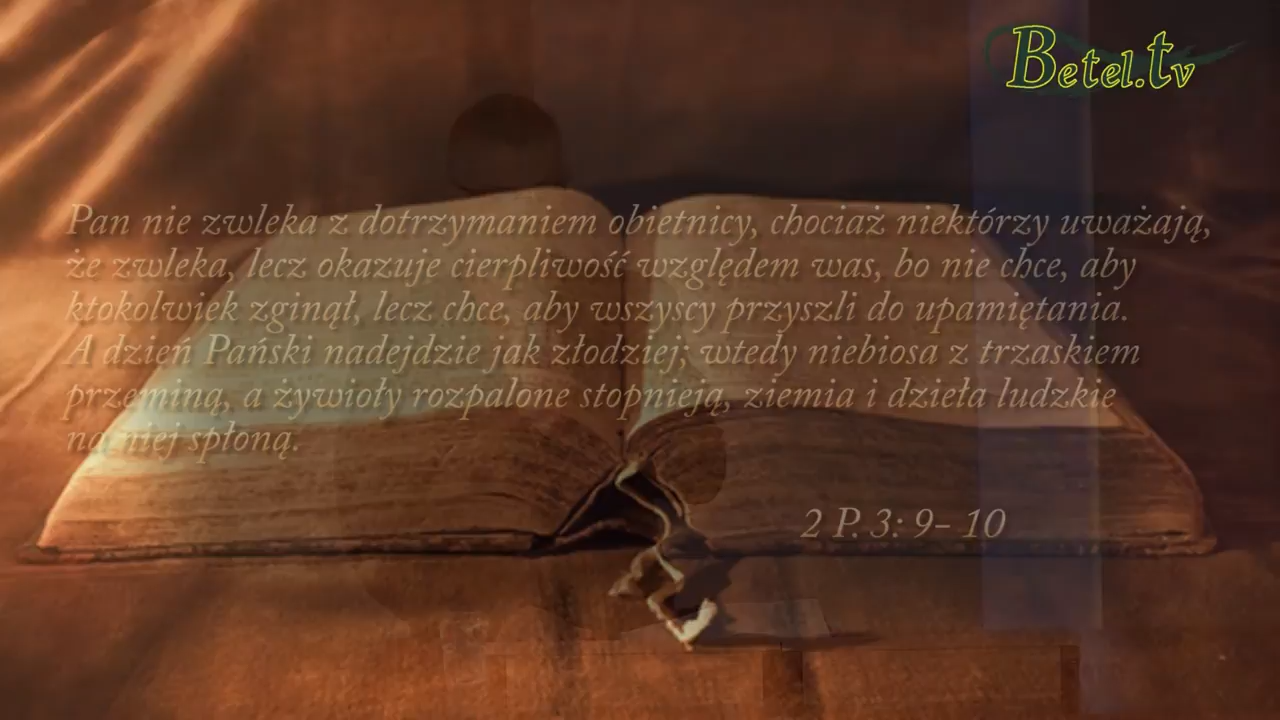 Betel.tv
Pan nie zwleka z dotrzymaniem obietnicy, chociaż niektórzy uważają,
że zwleka, lecz okazuje cierpliwość względem was, bo nie chce, aby
ktokolwiek zginął, lecz chce, aby wszyscy przyszli do upamiętania.
A dzień Pański nadejdzie jak złodziej; wtedy niebiosa z trzaskiem
przeminą, a żywioły rozpalone stopnieją, ziemia i dzieła ludzkie
na niej spłoną.
2 P. 3: 9- 10